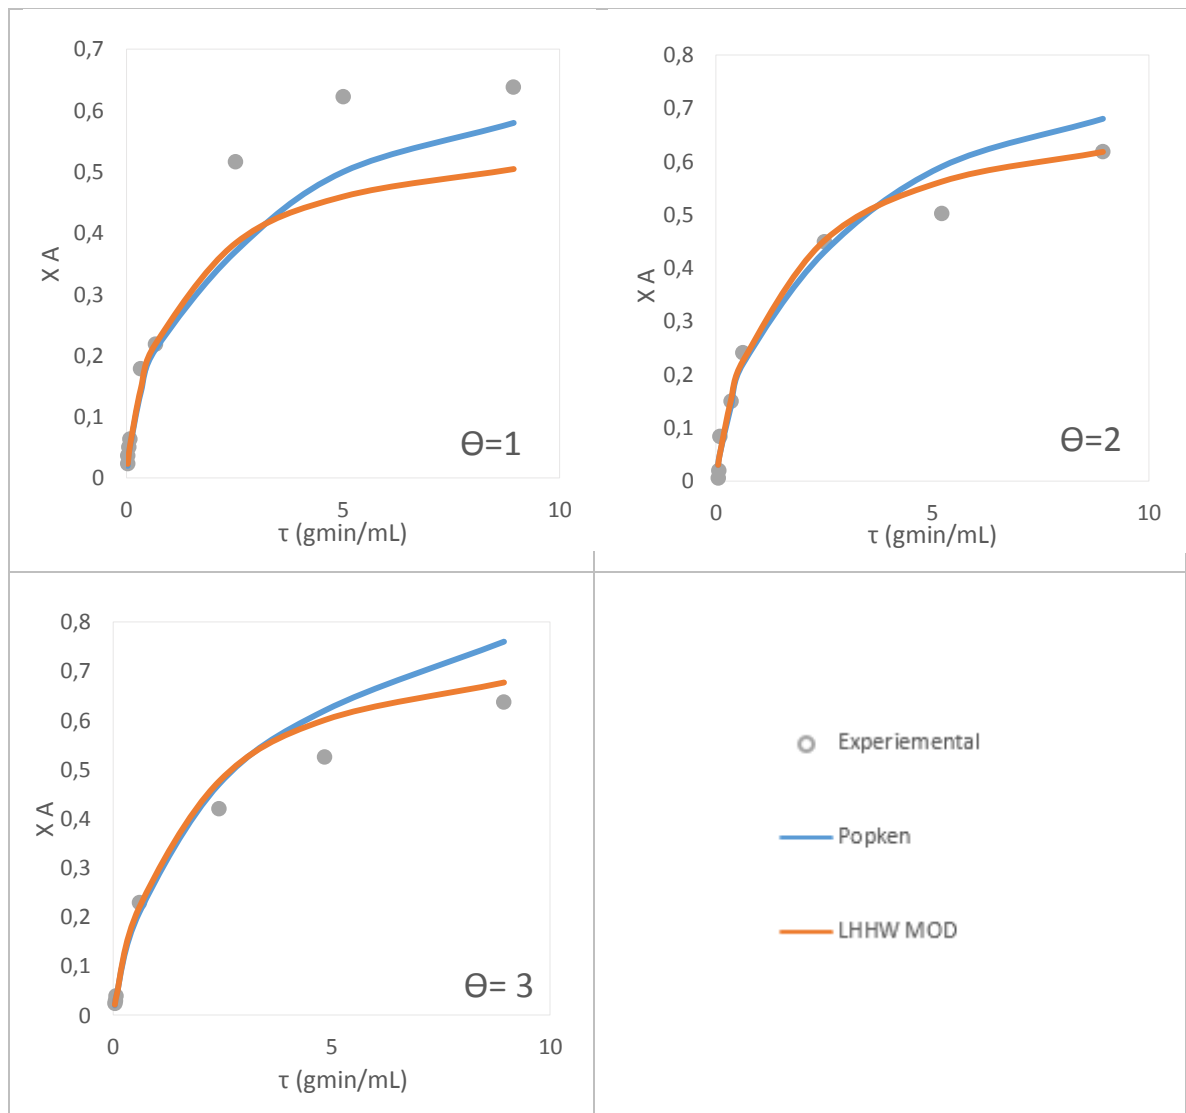 0,7
0,6
0,5
0,4
0,3
0,2
0,1
0
X A
Ɵ=1
0 5 10
τ (gmin/mL)
0,8
0,7
0,6
0,5
0,4
0,3
0,2
0,1
0
X A
Ɵ=2
0 5 10
τ (gmin/mL)
0,8
0,7
0,6
0,5
0,4
0,3
0,2
0,1
0
X A
Ɵ= 3
0 5 10
τ (gmin/mL)
Experiemental
Popken
LHHW MOD